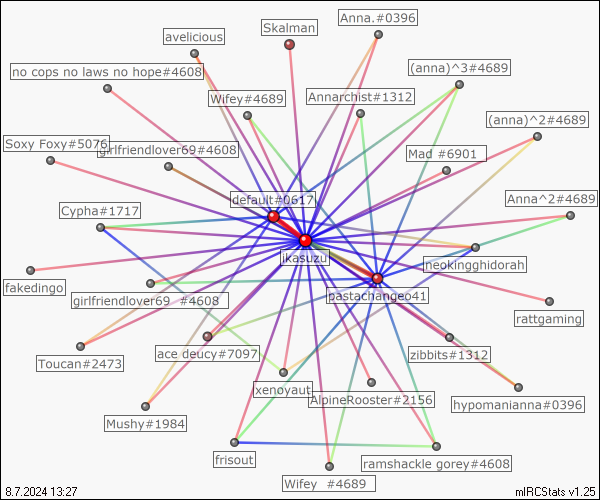 Anna.#0396
Skalman
avelicious
(anna)^3#4689
no cops no laws no hope#4608
Wifey#4689
Annarchist#1312
(anna)^2#4689
Soxy Foxy#5076
girlfriendlover69#4608
Mad #6901
default#0617
Anna^2#4689
Cypha#1717
ikasuzu
neokingghidorah
fakedingo
girlfriendlover69 #4608
pastachangeo41
rattgaming
Toucan#2473
ace deucy#7097
zibbits#1312
xenoyaut
AlpineRooster#2156
hypomanianna#0396
Mushy#1984
frisout
ramshackle gorey#4608
Wifey #4689
8.7.2024 13:27
mIRCStats v1.25